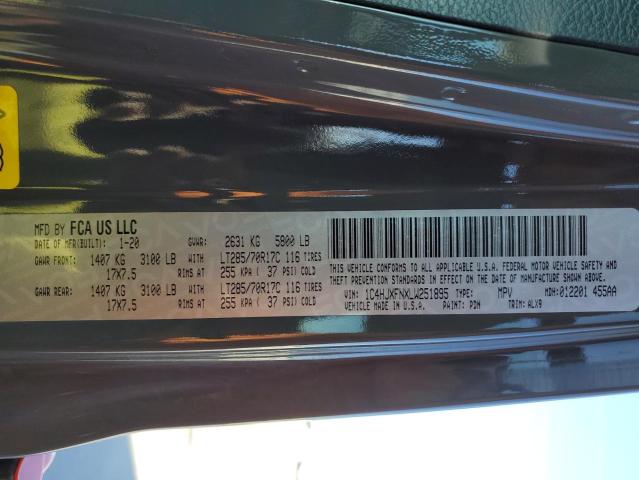 MFD BY FCA US LLC
DATE OF MFR(BUILT): 1-20 GVWR: 2631 KG 5800 LB
GAWR FRONT: 1407 KG 3100 LB WITH LT285/70R17C 116 TIRES
17X7.5 RIMS AT 255 KPA ( 37 PSI) COLD
GAWR REAR: 1407 KG 3100 LB WITH LT285/70R17C 116 TIRES
17X7.5 RIMS AT 255 KPA ( 37 PSI) COLD
THIS VEHICLE CONFORMS TO ALL APPLICABLE U.S.A. FEDERAL MOTOR VEHICLE SAFETY AND
THEFT PREVENTION STANDARDS IN EFFECT ON THE DATE OF MANUFACTURE SHOWN ABOVE.
VIN: 1C4HJXFNXLW251895 TYPE: MPV MDH: 012201 455AA
VEHICLE MADE IN U.S.A. PAINT: PDN TRIM: ALX9